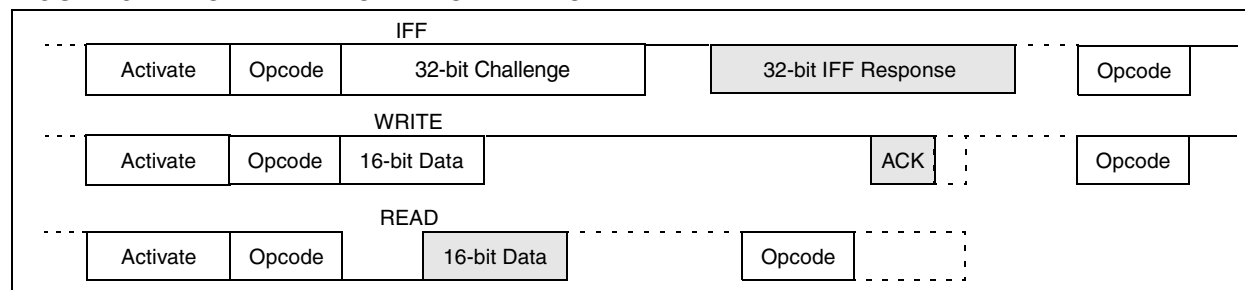 IFF
Activate Opcode 32-bit Challenge 32-bit IFF Response Opcode
WRITE
Activate Opcode 16-bit Data ACK Opcode
READ
Activate Opcode 16-bit Data Opcode